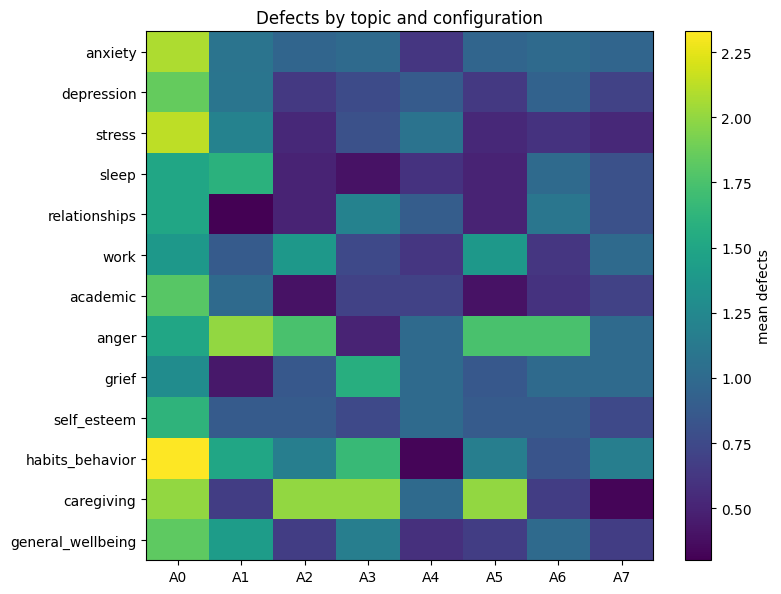 Defects by topic and configuration
anxiety
depression
stress
sleep
relationships
work
academic
anger
grief
self_esteem
habits_behavior
caregiving
general_wellbeing
A0 A1 A2 A3 A4 A5 A6 A7
2.25
2.00
1.75
1.50
1.25
1.00
0.75
0.50
mean defects